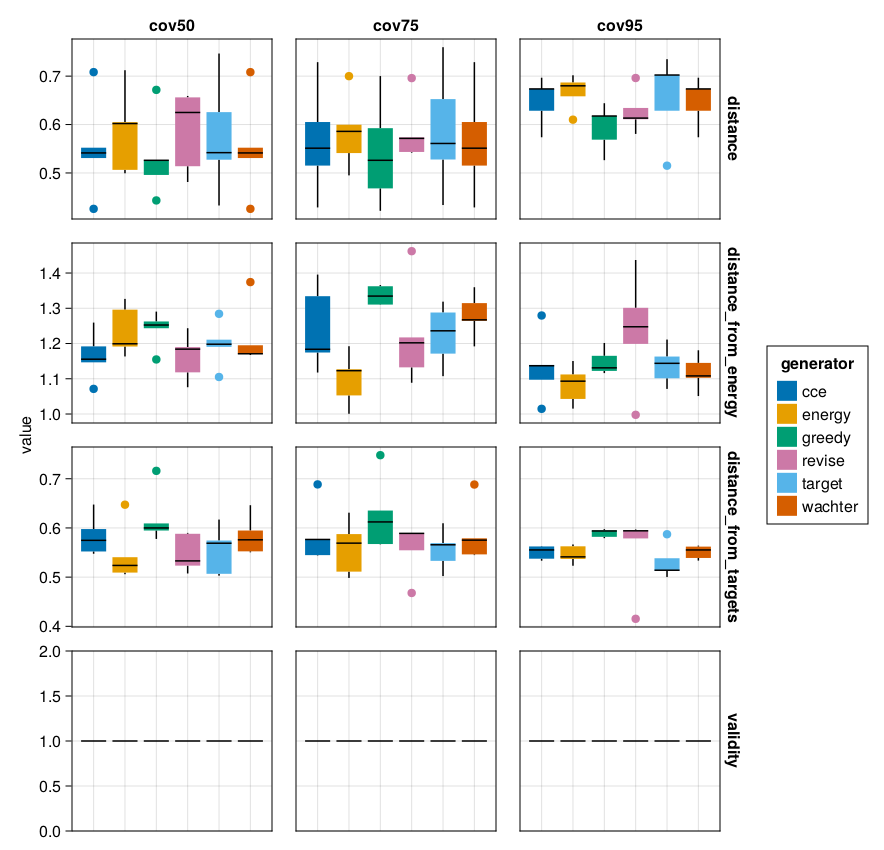 cov50 cov75 cov95
0.7
0.6
0.5
distance
1.4
1.3
1.2
1.1
1.0
distance_from_energy
value
0.7
0.6
0.5
0.4
distance_from_targets
2.0
1.5
1.0
0.5
0.0
validity
generator
cce
energy
greedy
revise
target
wachter